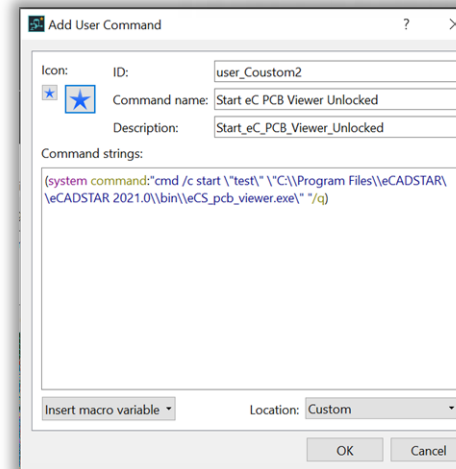 Add User Command ? ×
Icon: ID: user_Coustom2
Command name: Start eC PCB Viewer Unlocked
Description: Start_eC_PCB_Viewer_Unlocked
Command strings:
(system command:"cmd /c start \"test\" \"C:\\Program Files\\eCADSTAR\
\eCADSTAR 2021.0\\bin\\eCS_pcb_viewer.exe\" "/q)
Insert macro variable Location: Custom
OK Cancel